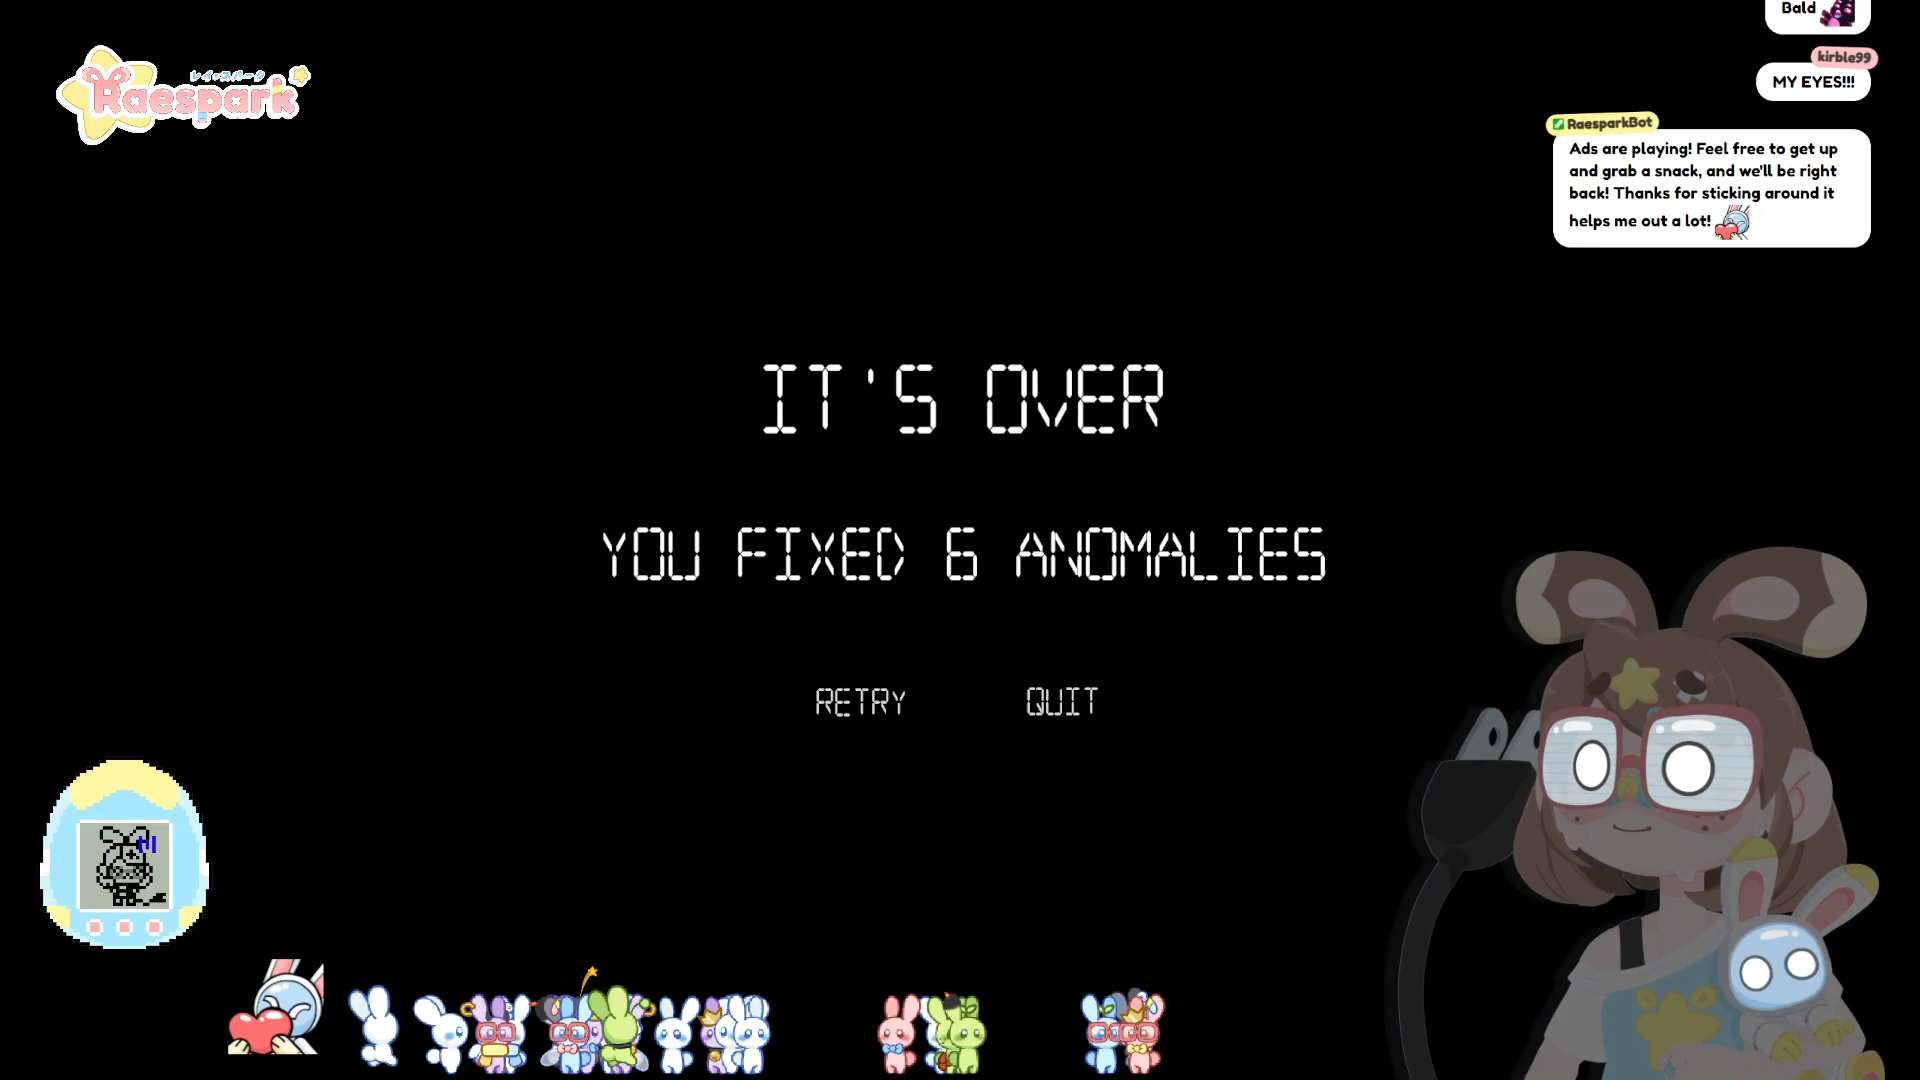 レイ・スパーク
Raespark
Bald
kirble99
MY EYES!!!
RaesparkBot
Ads are playing! Feel free to get up
and grab a snack, and we'll be right
back! Thanks for sticking around it
helps me out a lot!
IT'S OVER
YOU FIXED 6 ANOMALIES
RETRY
QUIT